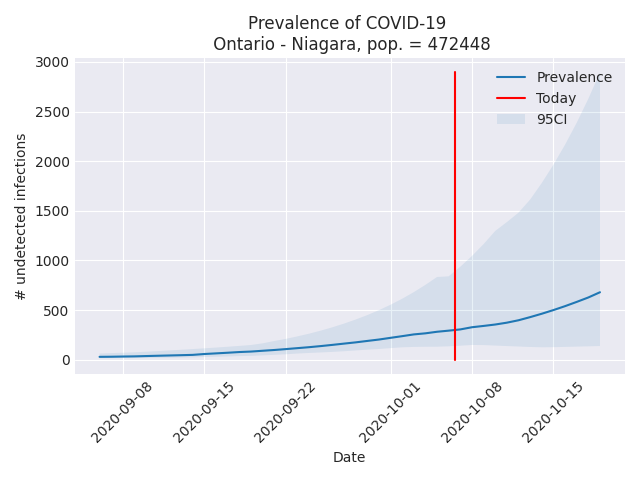 Prevalence of COVID-19
Ontario - Niagara, pop. = 472448
3000
2500
2000
1500
1000
500
0
# undetected infections
Prevalence
Today
95CI
2020-09-08
2020-09-15
2020-09-22
2020-10-01
2020-10-08
2020-10-15
Date